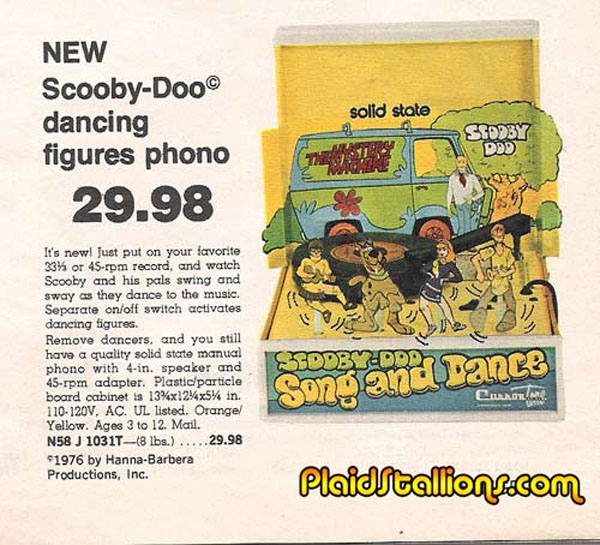 NEW
Scooby-Doo©
dancing
figures phono
29.98
It's new! Just put on your favorite
33⅓ or 45-rpm record, and watch
Scooby and his pals swing and
sway as they dance to the music.
Separate on/off switch activates
dancing figures.
Remove dancers, and you still
have a quality solid state manual
phono with 4-in. speaker and
45-rpm adapter. Plastic/particle
board cabinet is 13¾x12¼x5¼ in.
110-120V, AC. UL listed. Orange/
Yellow. Ages 3 to 12. Mail.
N58 J 1031T—(8 lbs.) .....29.98
©1976 by Hanna-Barbera
Productions, Inc.
solid state
THE MYSTERY
MACHINE
SCOOBY
DOO
SCOOBY-DOO
Song and Dance
PlaidStallions.com